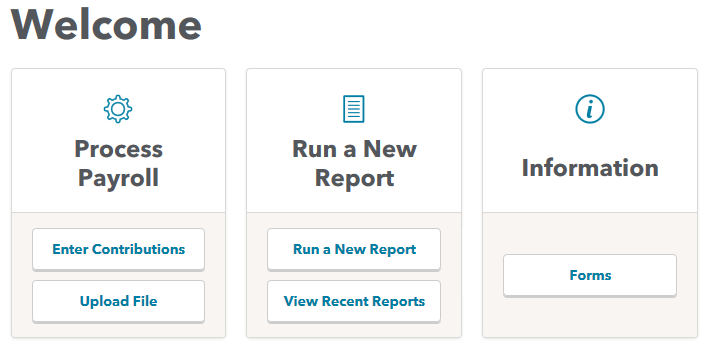 Welcome
Process
Payroll
Enter Contributions
Upload File
Run a New
Report
Run a New Report
View Recent Reports
Information
Forms